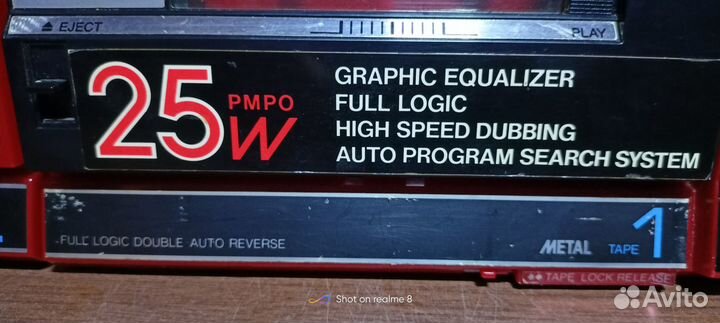 EJECT
PLAY
25 PMPO W
GRAPHIC EQUALIZER
FULL LOGIC
HIGH SPEED DUBBING
AUTO PROGRAM SEARCH SYSTEM
FULL LOGIC DOUBLE AUTO REVERSE
METAL TAPE 1
TAPE LOCK RELEASE
Shot on realme 8
Avito